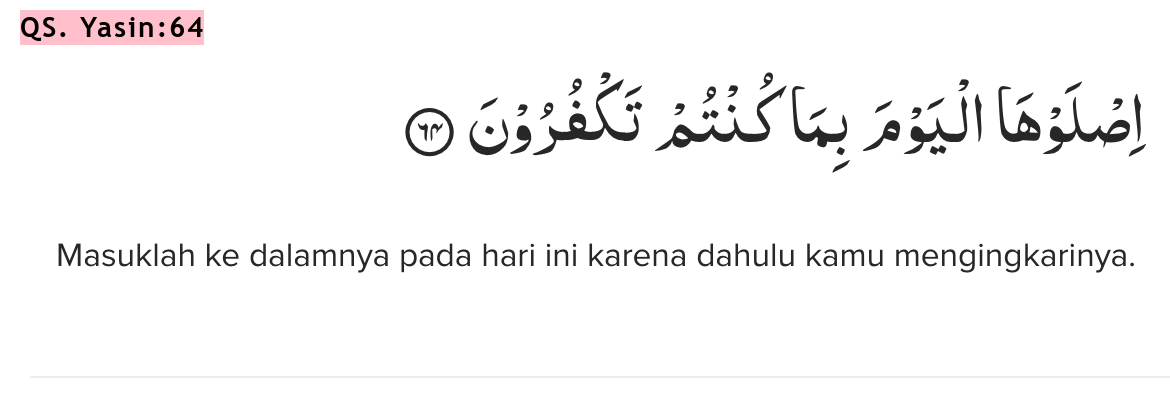 QS. Yasin:64
اِصْلَوْهَا الْيَوْمَ بِمَا كُنْتُمْ تَكْفُرُوْنَ ۝٦٤
Masuklah ke dalamnya pada hari ini karena dahulu kamu mengingkarinya.